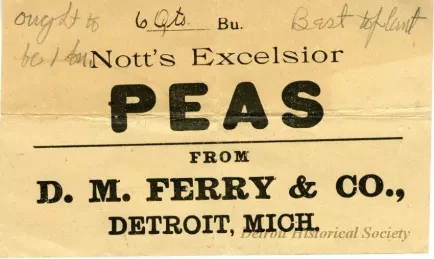 ought to 6 Qts. Bu. Best to plant
be 1 bu.
Nott's Excelsior
PEAS
FROM
D. M. FERRY & CO.,
DETROIT, MICH.
Detroit Historical Society